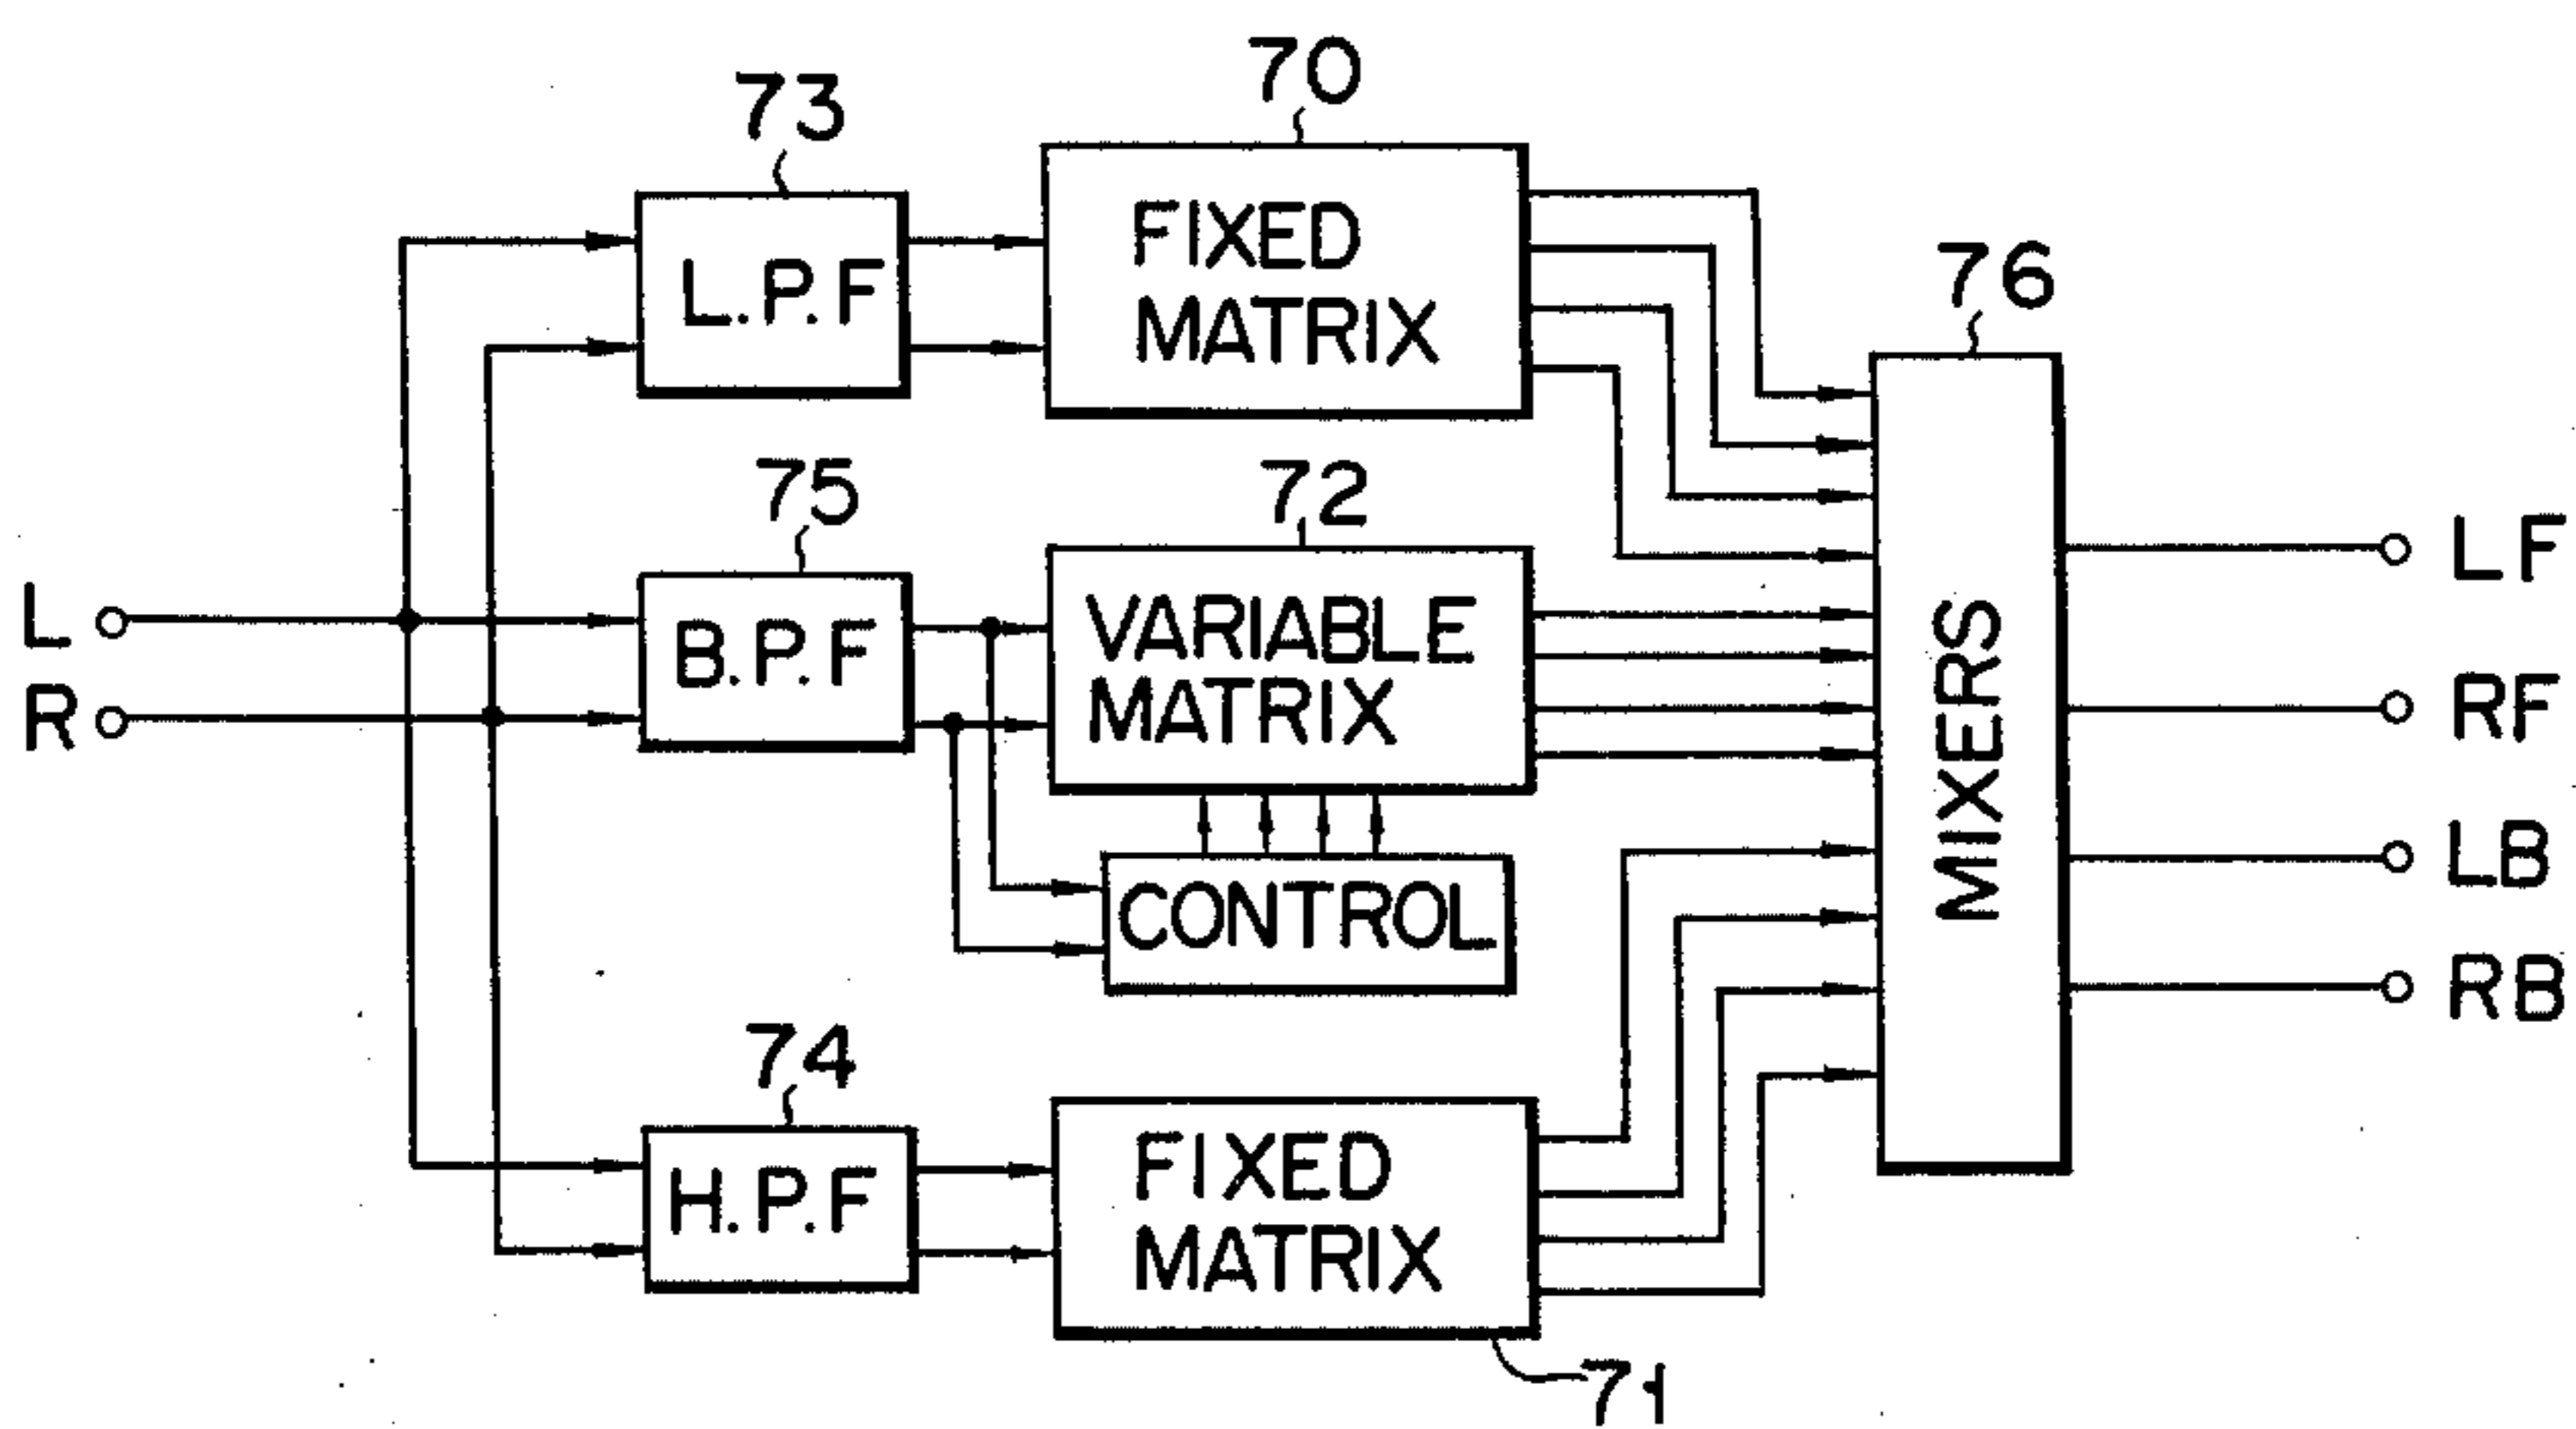 70
73
FIXED
MATRIX
L.P.F
76
75
72
LF
L
B.P.F
VARIABLE
MATRIX
R
RF
MIXERS
CONTROL
LB
RB
74
H.P.F
FIXED
MATRIX
71